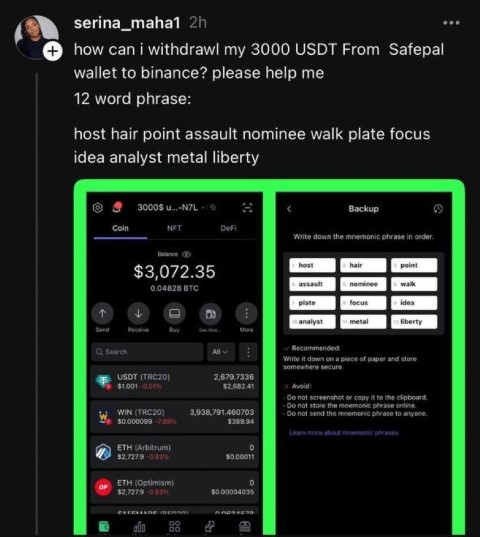 serina_maha1 2h
how can i withdrawl my 3000 USDT From Safepal
wallet to binance? please help me
12 word phrase:
host hair point assault nominee walk plate focus
idea analyst metal liberty
3000$ u...-N7L
Coin NFT DeFi
Balance
$3,072.35
0.04828 BTC
Send Receive Buy More
Search All
USDT (TRC20) 2,679.7336
$1.001 -0.01% $2,682.41
WIN (TRC20) 3,938,791.460703
$0.000099 -7.99% $389.94
ETH (Arbitrum) 0
$2,727.9 -0.93% $0.00011
OP ETH (Optimism) 0
$2,727.9 -0.93% $0.00004035
Backup
Write down the mnemonic phrase in order.
1 host 2 hair 3 point
4 assault 5 nominee 6 walk
7 plate 8 focus 9 idea
10 analyst 11 metal 12 liberty
Recommended:
Write it down on a piece of paper and store
somewhere secure.
Avoid:
- Do not screenshot or copy it to the clipboard.
- Do not store the mnemonic phrase online.
- Do not send the mnemonic phrase to anyone.
Learn more about mnemonic phrases